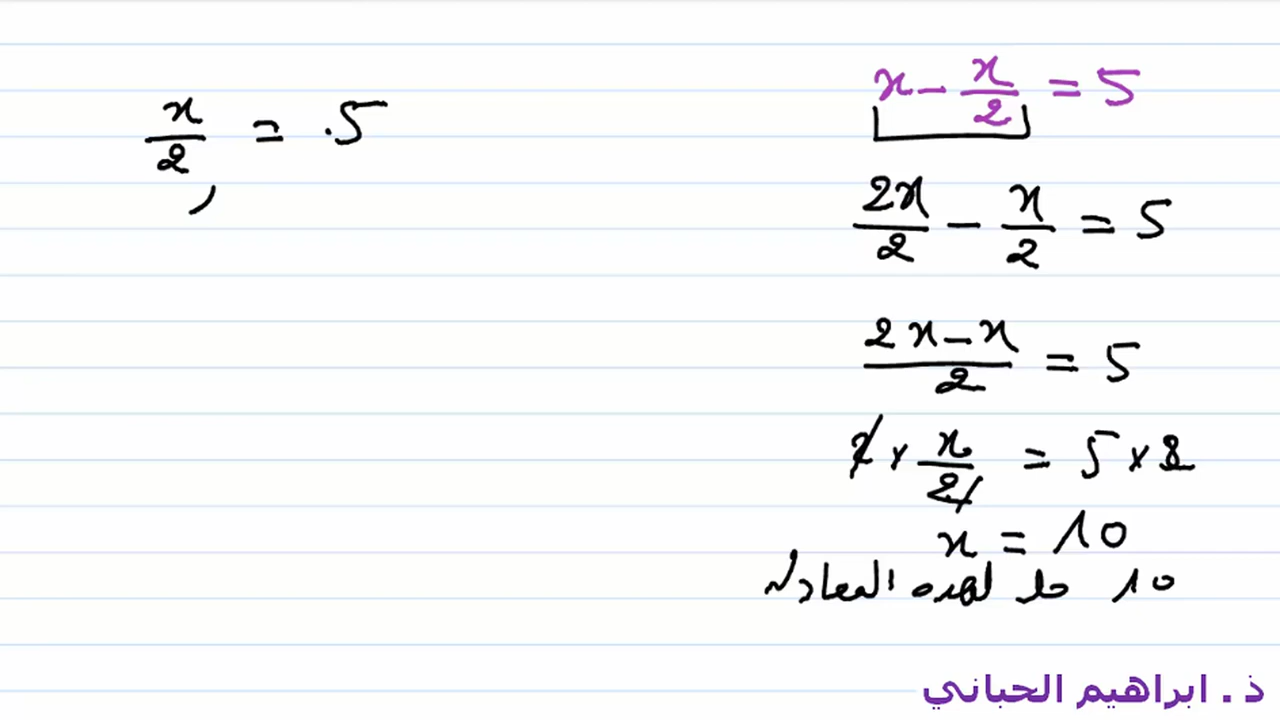 x - x/2 = 5
2x/2 - x/2 = 5
(2x - x)/2 = 5
2 × x/2 = 5 × 2
x = 10
10 حل لهذه المعادلة
x/2 = .5
ذ . ابراهيم الحباني